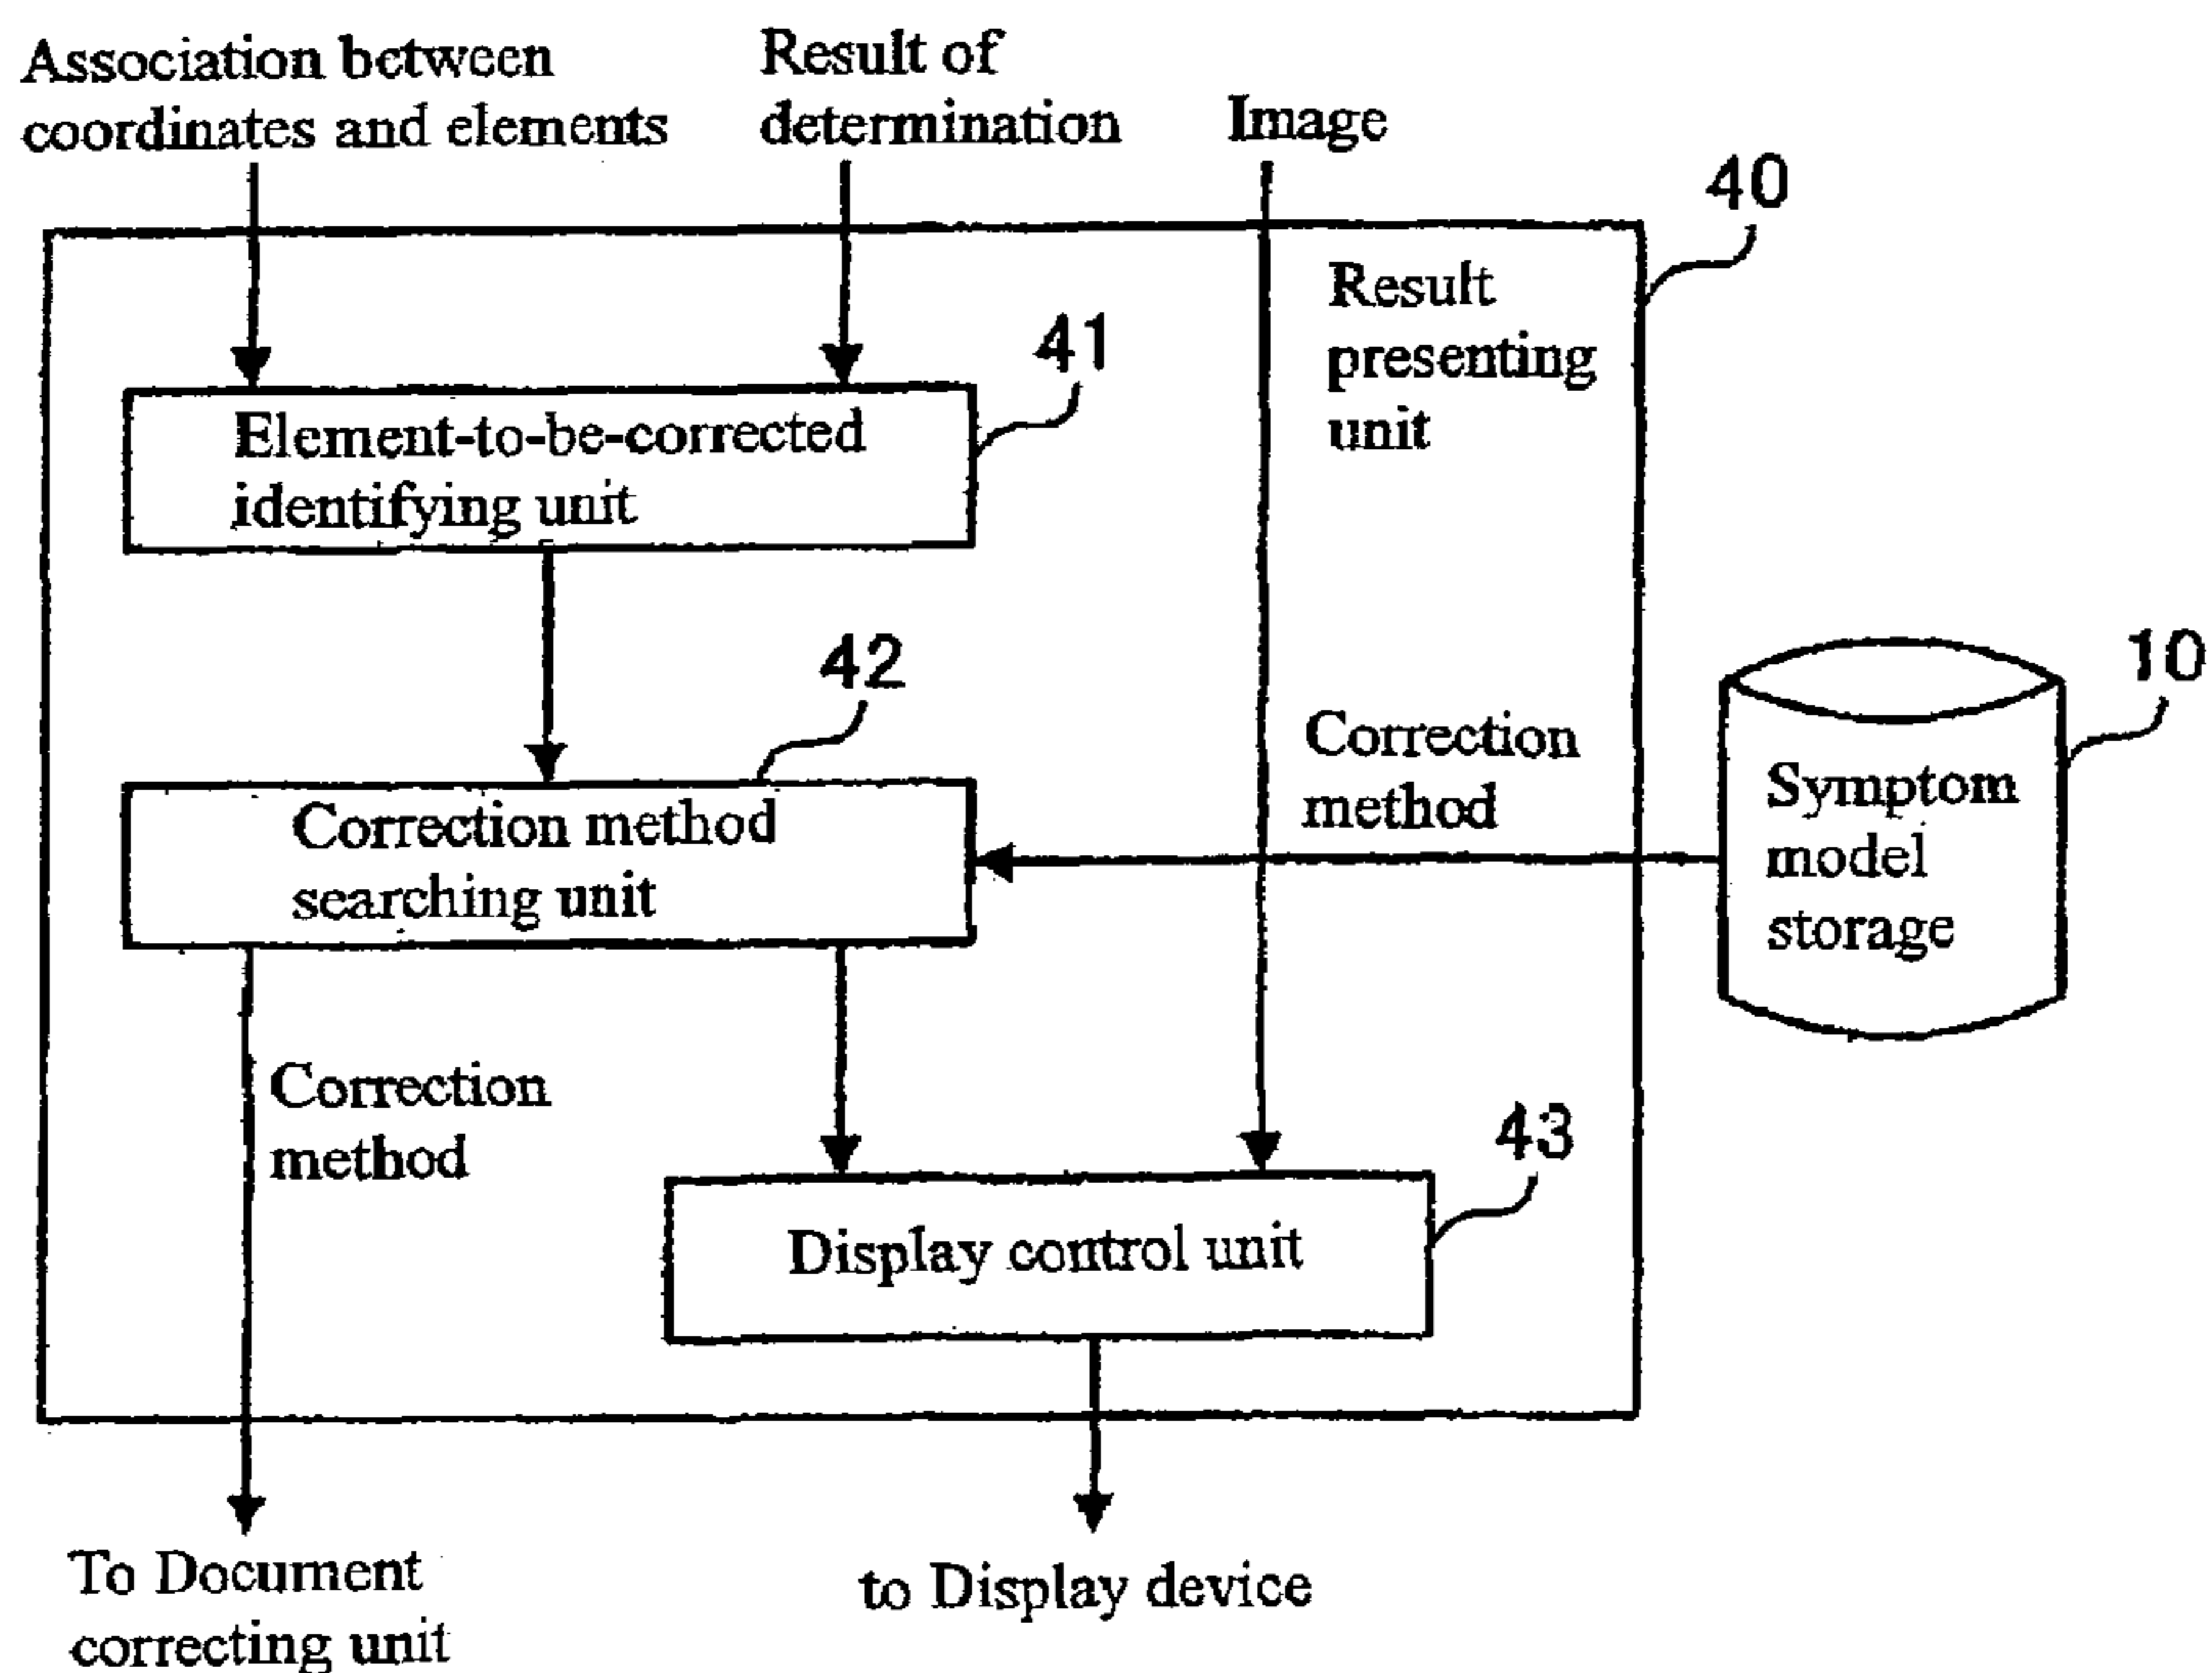 Association between
coordinates and elements
Result of
determination
Image
40
Result
presenting
unit
41
Element-to-be-corrected
identifying unit
42
Correction method
searching unit
Correction
method
10
Symptom
model
storage
Correction
method
43
Display control unit
To Document
correcting unit
to Display device